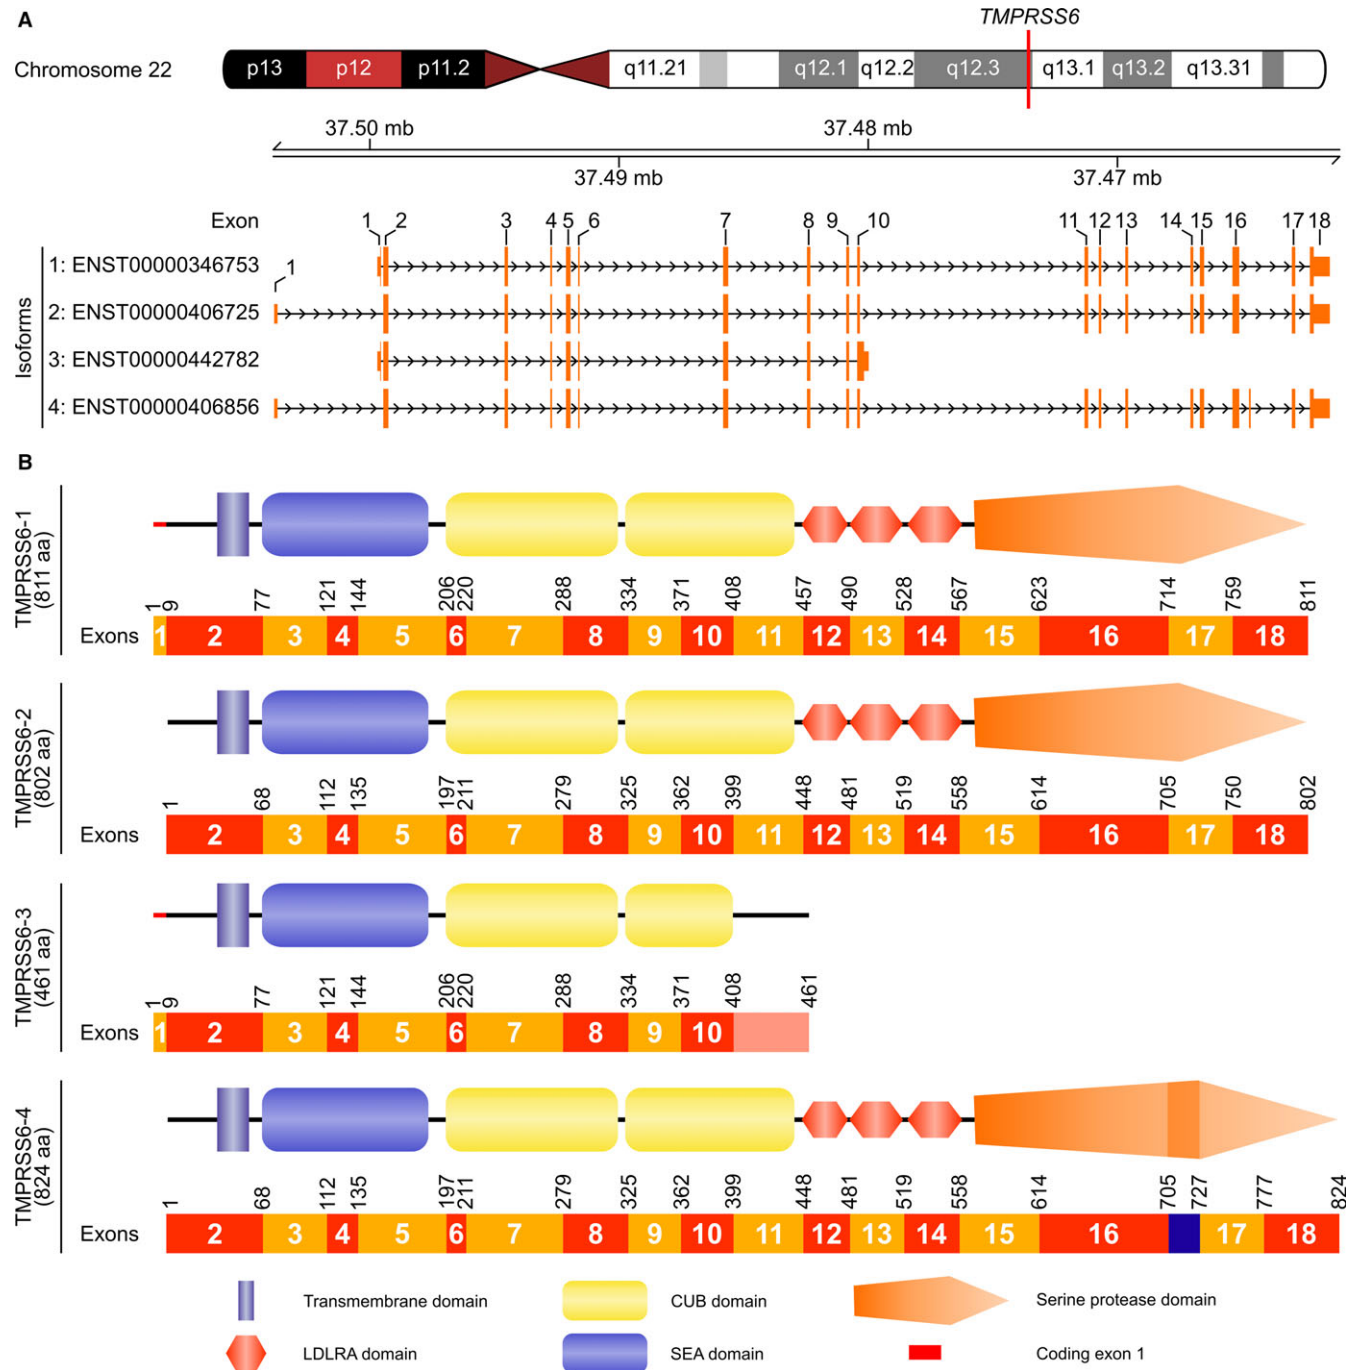 A
TMPRSS6
Chromosome 22
p13 p12 p11.2 q11.21 q12.1 q12.2 q12.3 q13.1 q13.2 q13.31
37.50 mb 37.48 mb
37.49 mb 37.47 mb
Exon 1 2 3 4 5 6 7 8 9 10 11 12 13 14 15 16 17 18
Isoforms
1: ENST00000346753
1
2: ENST00000406725
3: ENST00000442782
4: ENST00000406856
B
TMPRSS6-1
(811 aa)
1 9 77 121 144 206 220 288 334 371 408 457 490 528 567 623 714 759 811
Exons 1 2 3 4 5 6 7 8 9 10 11 12 13 14 15 16 17 18
TMPRSS6-2
(802 aa)
1 68 112 135 197 211 279 325 362 399 448 481 519 558 614 705 750 802
Exons 2 3 4 5 6 7 8 9 10 11 12 13 14 15 16 17 18
TMPRSS6-3
(461 aa)
1 9 77 121 144 206 220 288 334 371 408 461
Exons 1 2 3 4 5 6 7 8 9 10
TMPRSS6-4
(824 aa)
1 68 112 135 197 211 279 325 362 399 448 481 519 558 614 705 727 777 824
Exons 2 3 4 5 6 7 8 9 10 11 12 13 14 15 16 17 18
Transmembrane domain CUB domain Serine protease domain
LDLRA domain SEA domain Coding exon 1